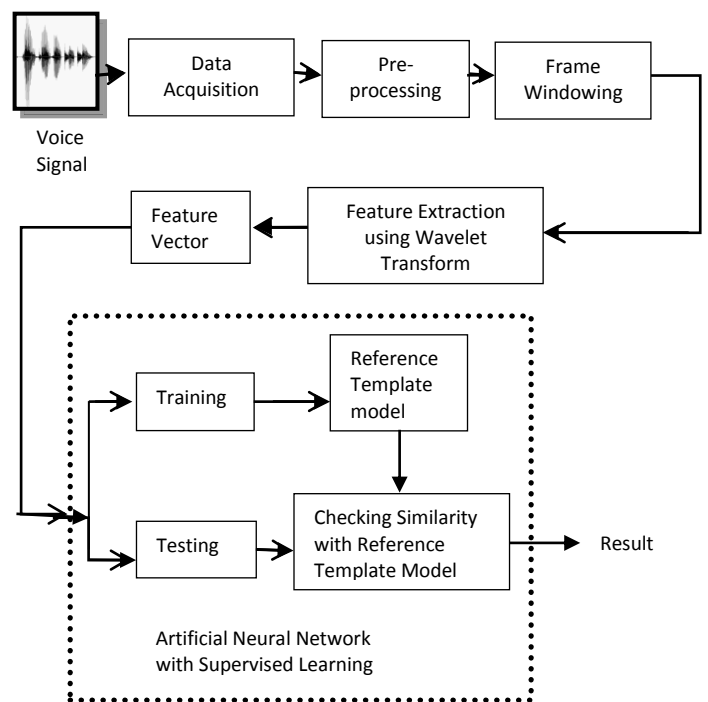 Data
Acquisition
Pre-
processing
Frame
Windowing
Voice
Signal
Feature
Vector
Feature Extraction
using Wavelet
Transform
Reference
Template
model
Training
Testing
Checking Similarity
with Reference
Template Model
Result
Artificial Neural Network
with Supervised Learning